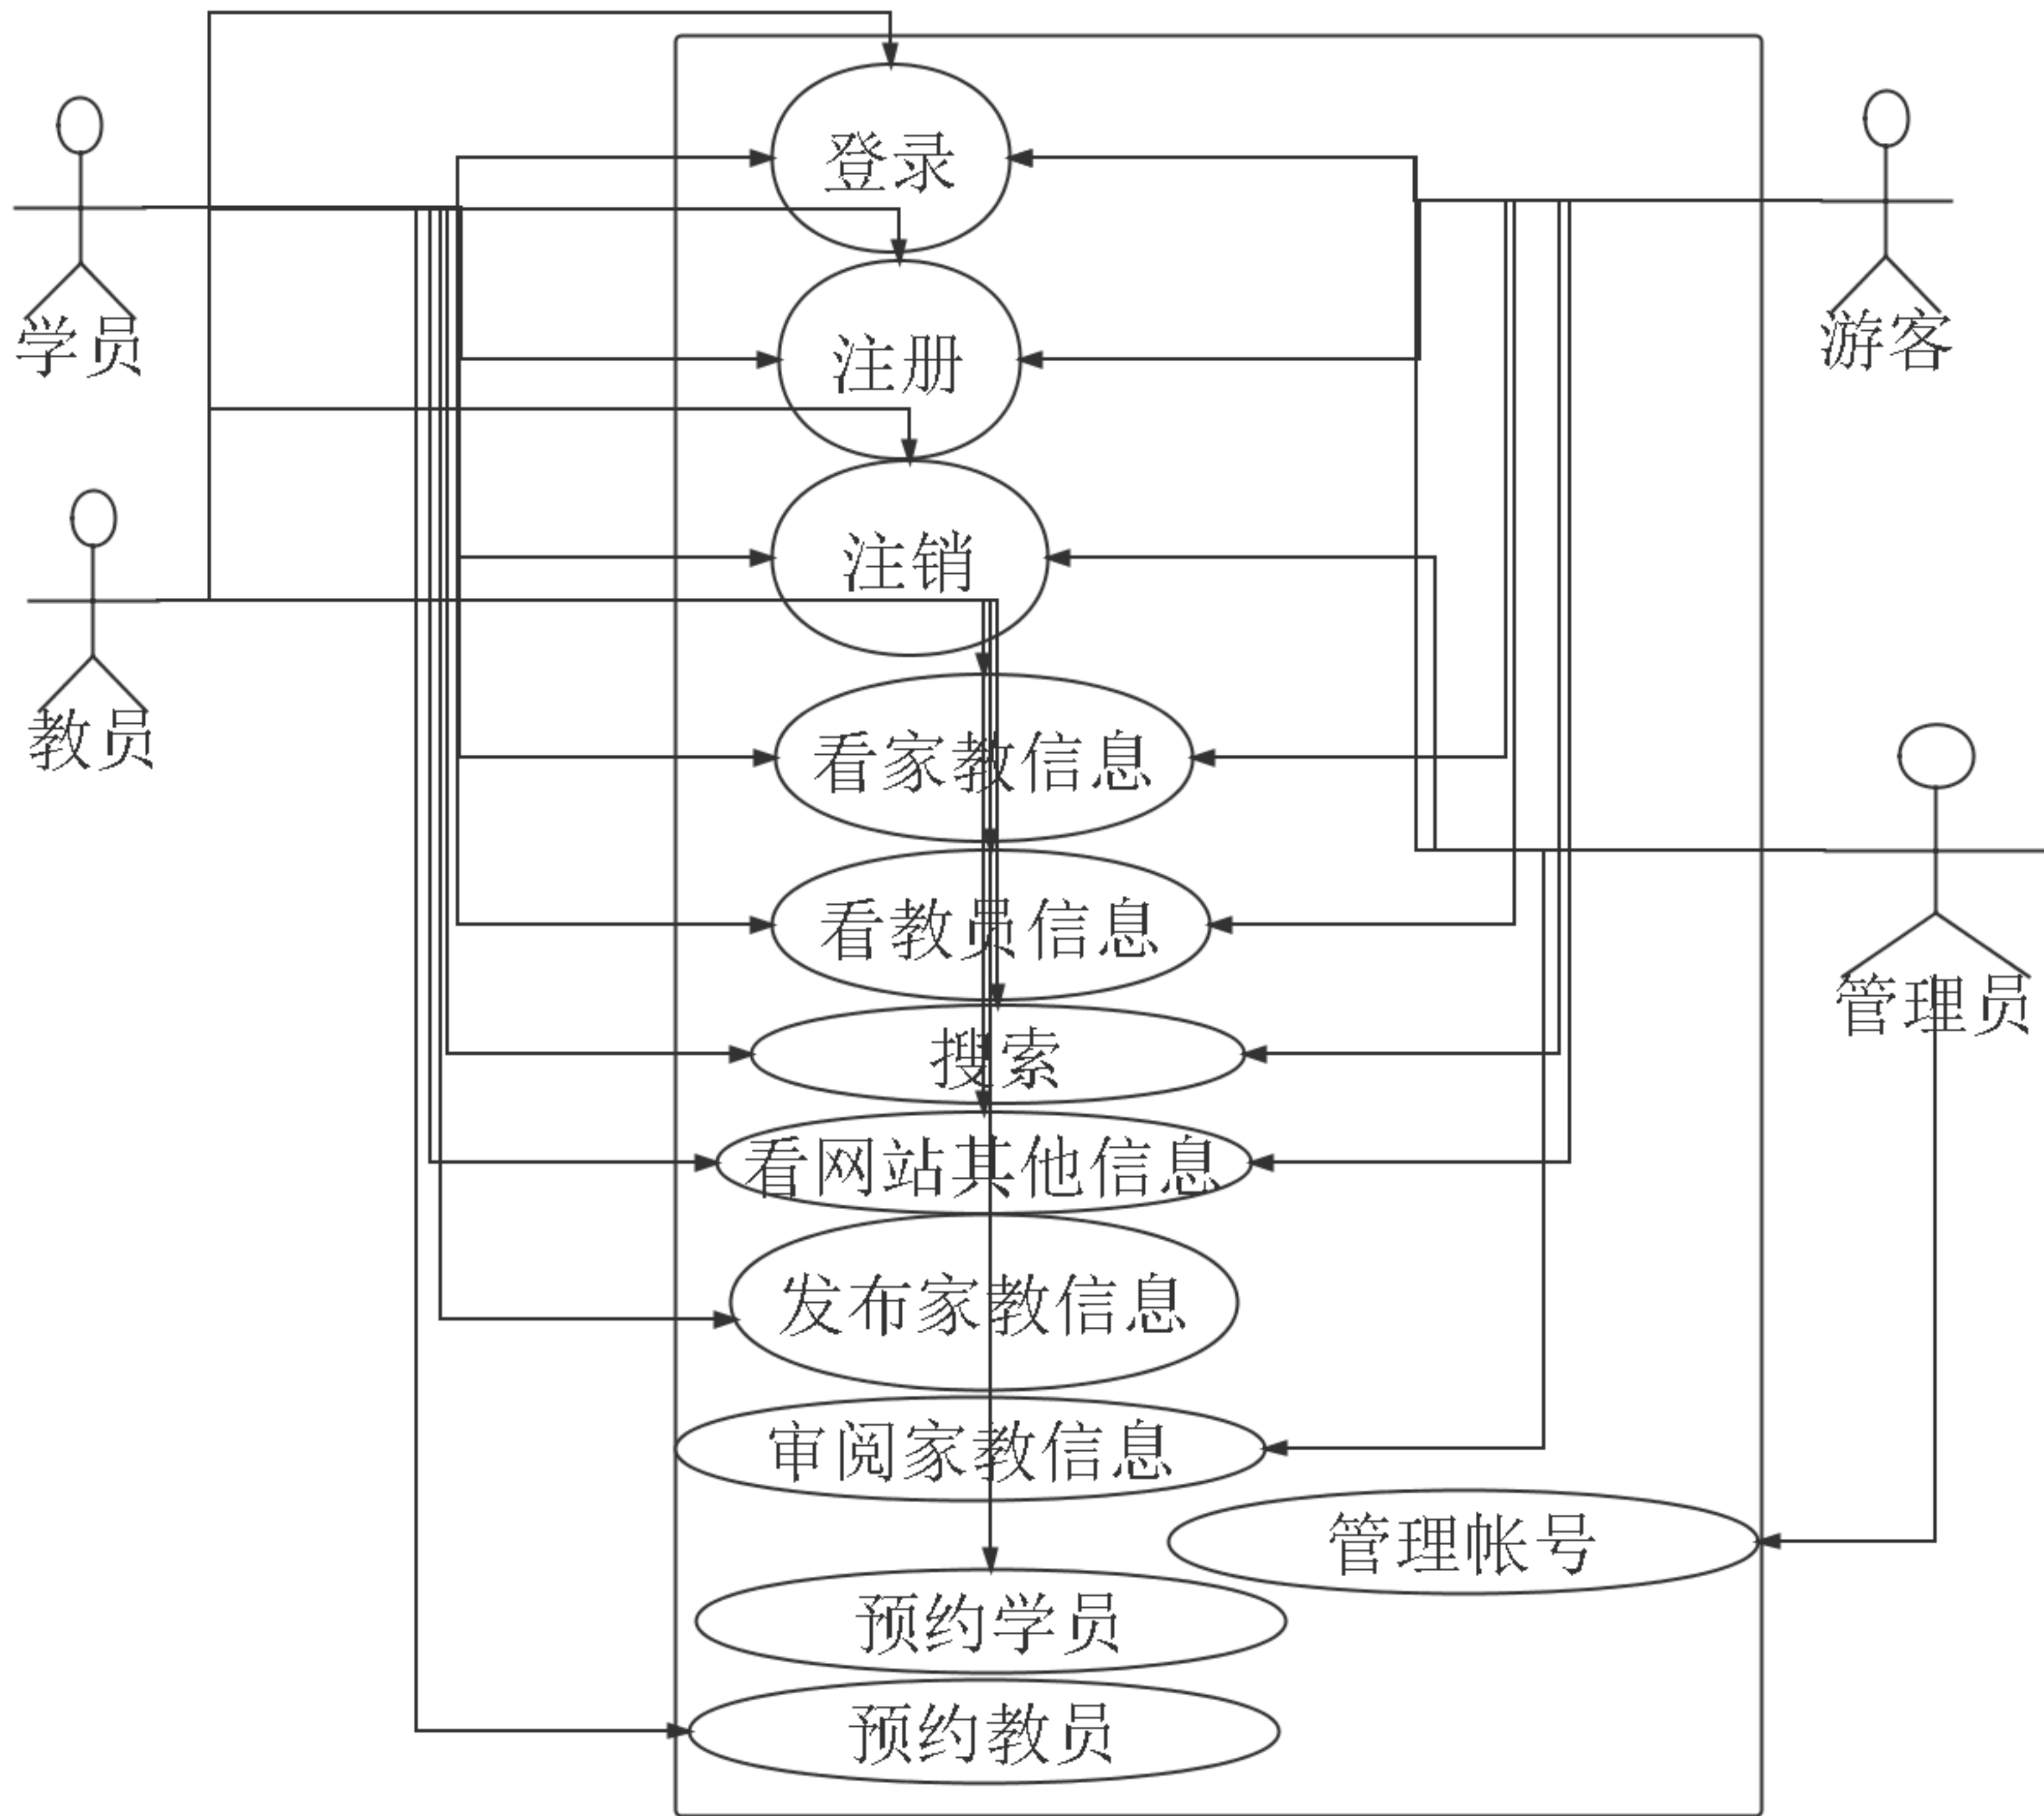 登录
学员
游客
注册
注销
教员
看家教信息
看教员信息
管理员
搜索
看网站其他信息
发布家教信息
审阅家教信息
管理帐号
预约学员
预约教员